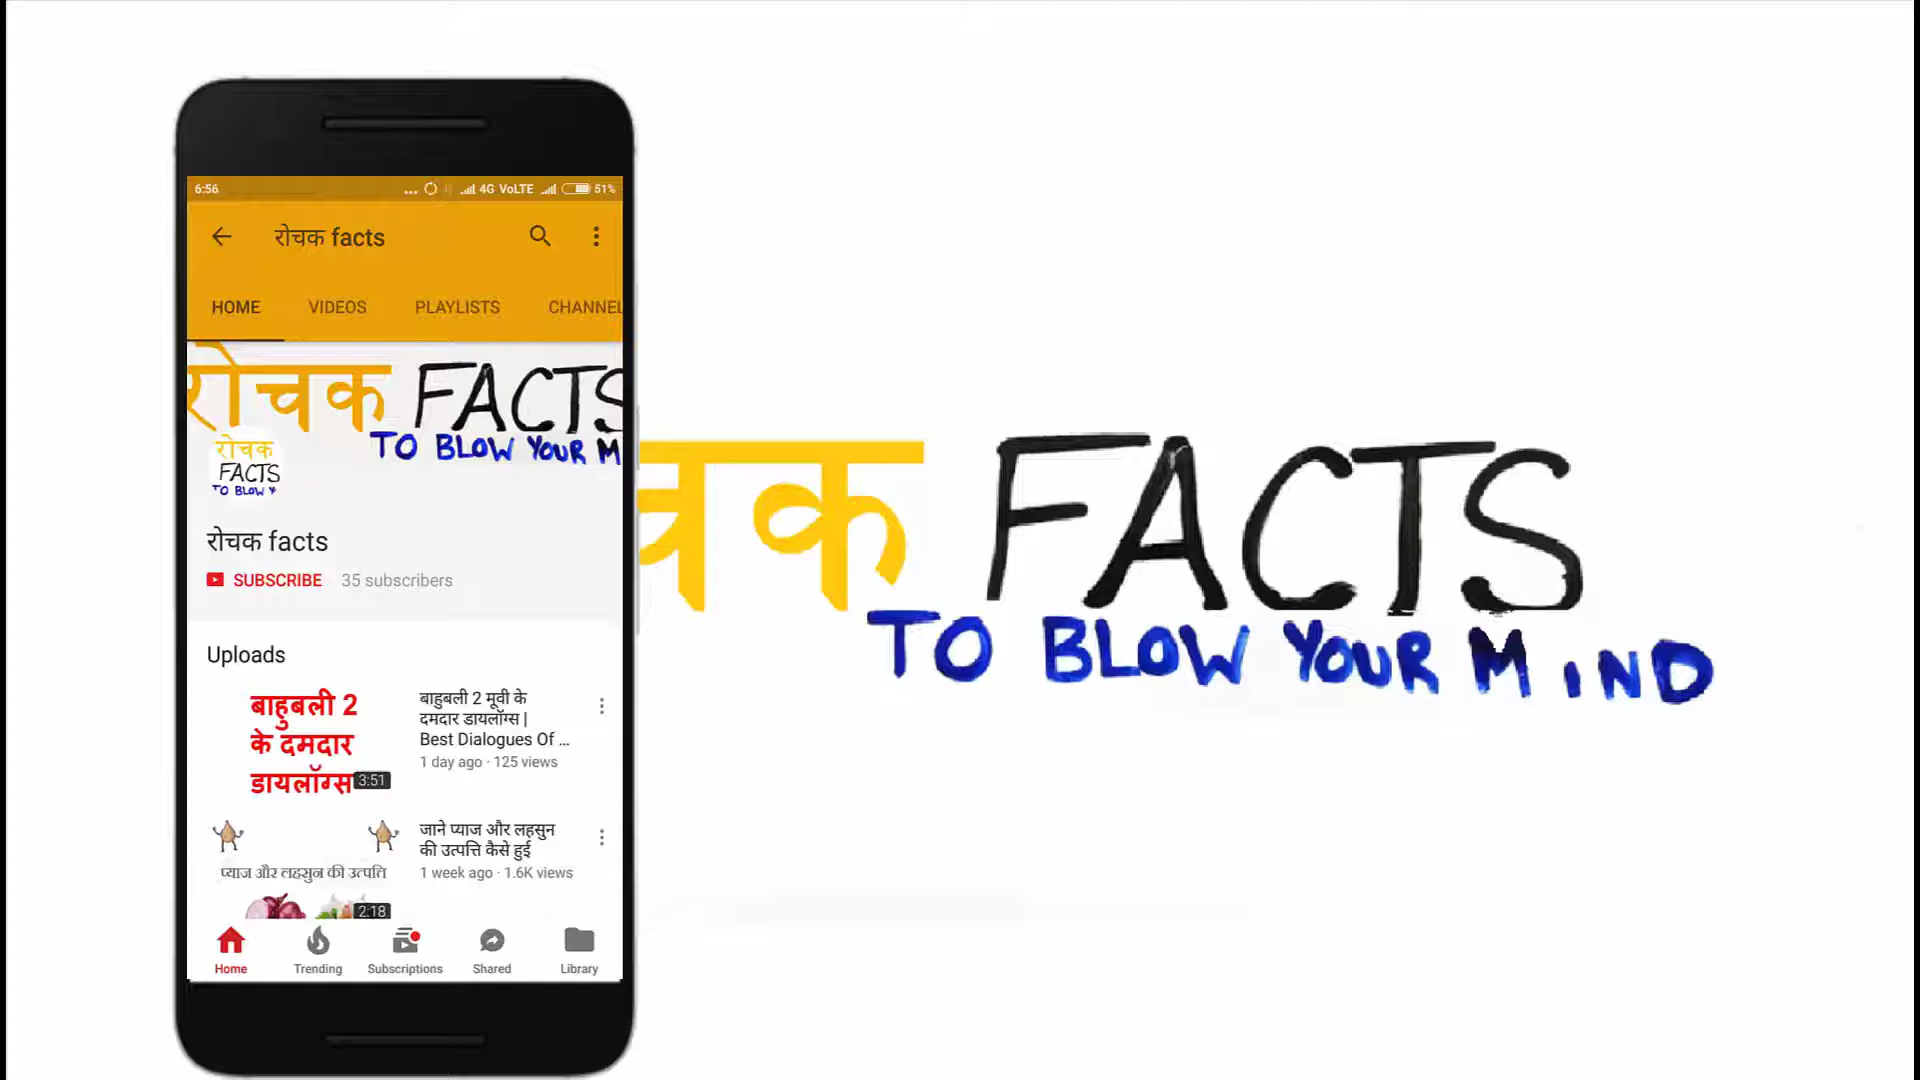 6:56 ... 4G VoLTE 51%
रोचक facts
HOME VIDEOS PLAYLISTS CHANNEL
रोचक FACTS
TO BLOW YOUR M
रोचक
FACTS
TO BLOW
रोचक facts
SUBSCRIBE 35 subscribers
Uploads
बाहुबली 2
के दमदार
डायलॉग्स
3:51
बाहुबली 2 मूवी के
दमदार डायलॉग्स |
Best Dialogues Of ...
1 day ago · 125 views
प्याज और लहसुन की उत्पत्ति
2:18
जाने प्याज और लहसुन
की उत्पत्ति कैसे हुई
1 week ago · 1.6K views
Home Trending Subscriptions Shared Library
चक FACTS
TO BLOW YOUR MIND